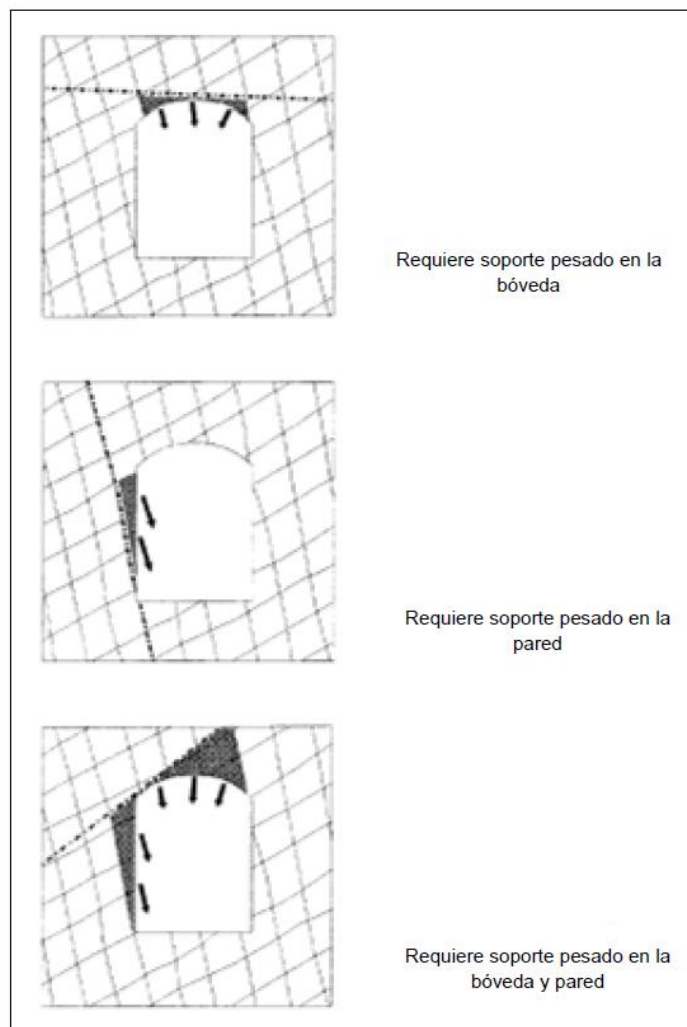 Requiere soporte pesado en la
bóveda
Requiere soporte pesado en la
pared
Requiere soporte pesado en la
bóveda y pared